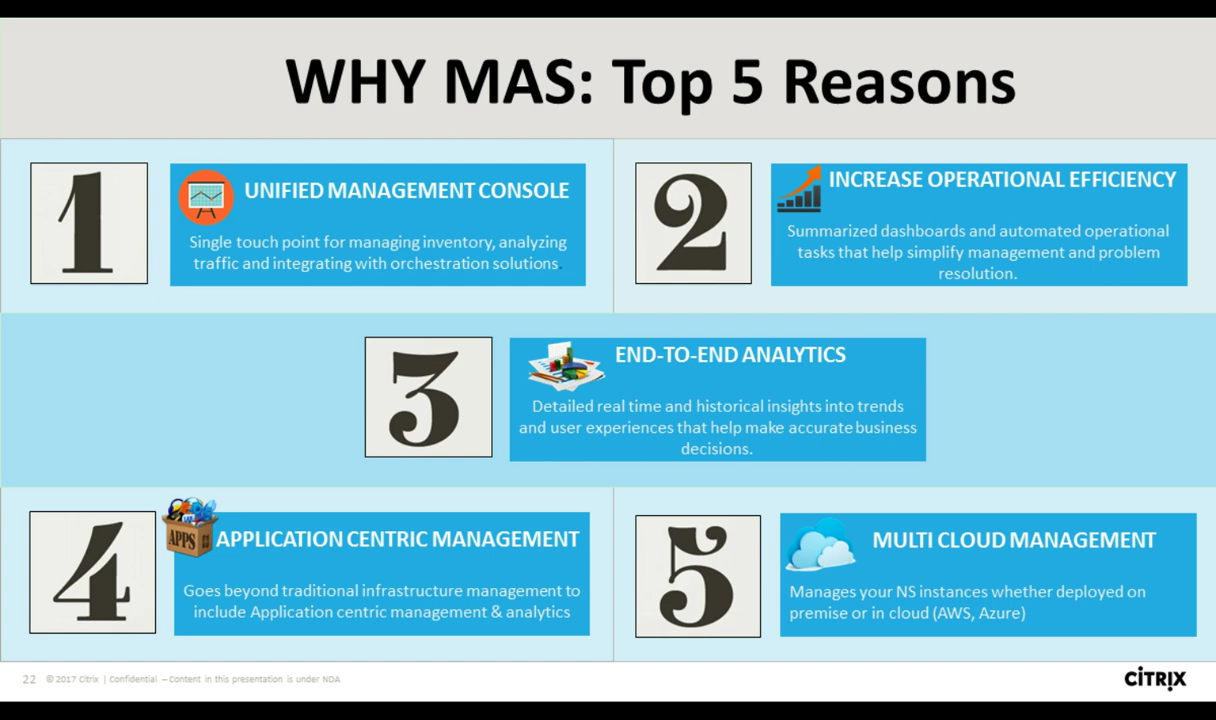 WHY MAS: Top 5 Reasons
1
UNIFIED MANAGEMENT CONSOLE
Single touch point for managing inventory, analyzing
traffic and integrating with orchestration solutions.
2
INCREASE OPERATIONAL EFFICIENCY
Summarized dashboards and automated operational
tasks that help simplify management and problem
resolution.
3
END-TO-END ANALYTICS
Detailed real time and historical insights into trends
and user experiences that help make accurate business
decisions.
4
APPS
APPLICATION CENTRIC MANAGEMENT
Goes beyond traditional infrastructure management to
include Application centric management & analytics
5
MULTI CLOUD MANAGEMENT
Manages your NS instances whether deployed on
premise or in cloud (AWS, Azure)
22 © 2017 Citrix | Confidential – Content in this presentation is under NDA
CITRIX